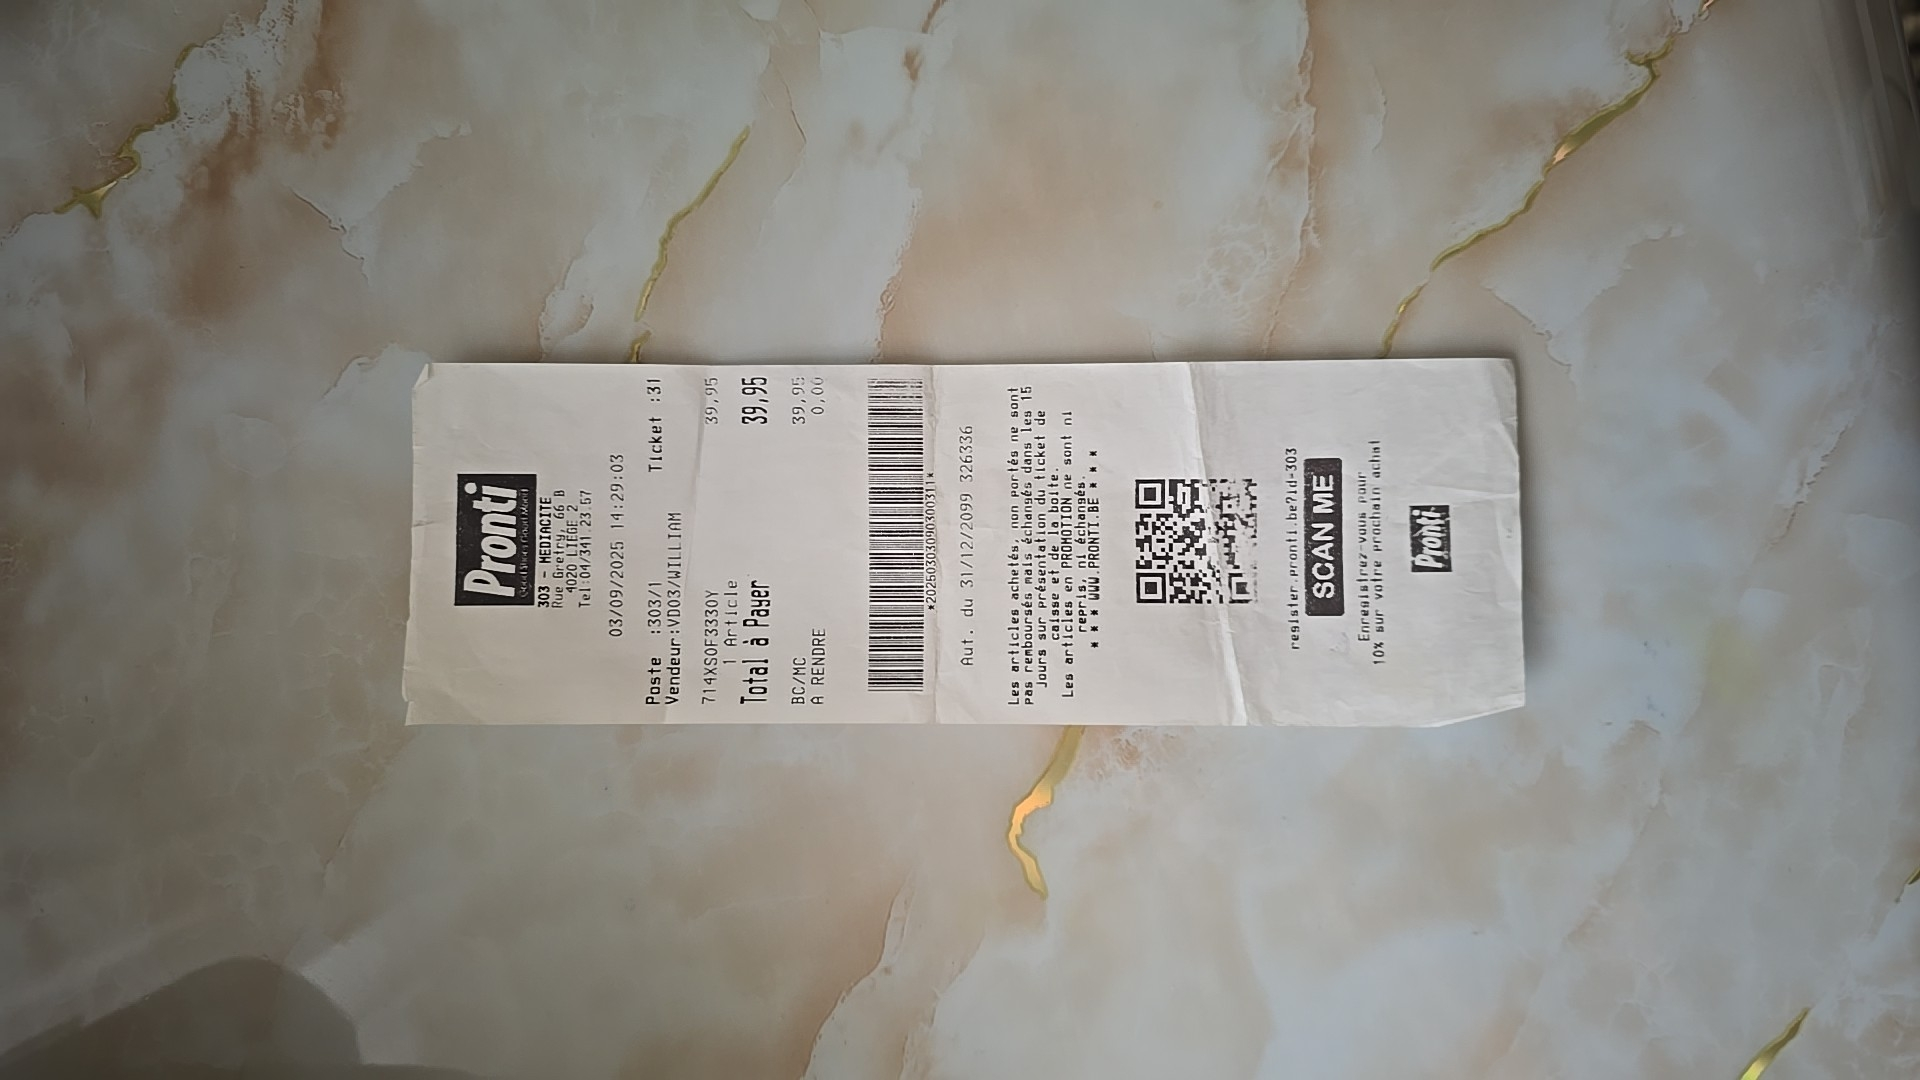 Pronti
303 - MEDIACITE
Rue Grétry, 66 B
4020 LIEGE 2
Tel:04/341.23.67
03/09/2025 14:29:03
Poste :303/1 Ticket :31
Vendeur:VD03/WILLIAM
714XSOF3330Y 39,95
1 Article
Total à Payer 39,95
BC/MC 39,95
A RENDRE 0,00
*20250303090300311*
Aut. du 31/12/2099 326336
Les articles achetés, non portés ne sont
pas remboursés mais échangés dans les 15
Jours sur présentation du ticket de
caisse et de la boîte.
Les articles en PROMOTION ne sont ni
repris, ni échangés.
* * * * WWW.PRONTI.BE * * * *
register.pronti.be?id=303
SCAN ME
Enregistrez-vous pour
10% sur votre prochain achat
Pronti